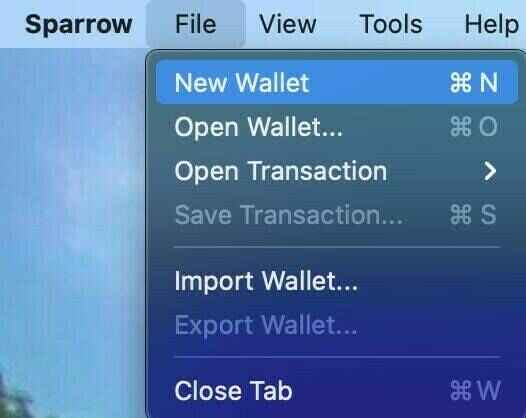 Sparrow File View Tools Help
New Wallet ⌘ N
Open Wallet... ⌘ O
Open Transaction >
Save Transaction... ⌘ S
Import Wallet...
Export Wallet...
Close Tab ⌘ W